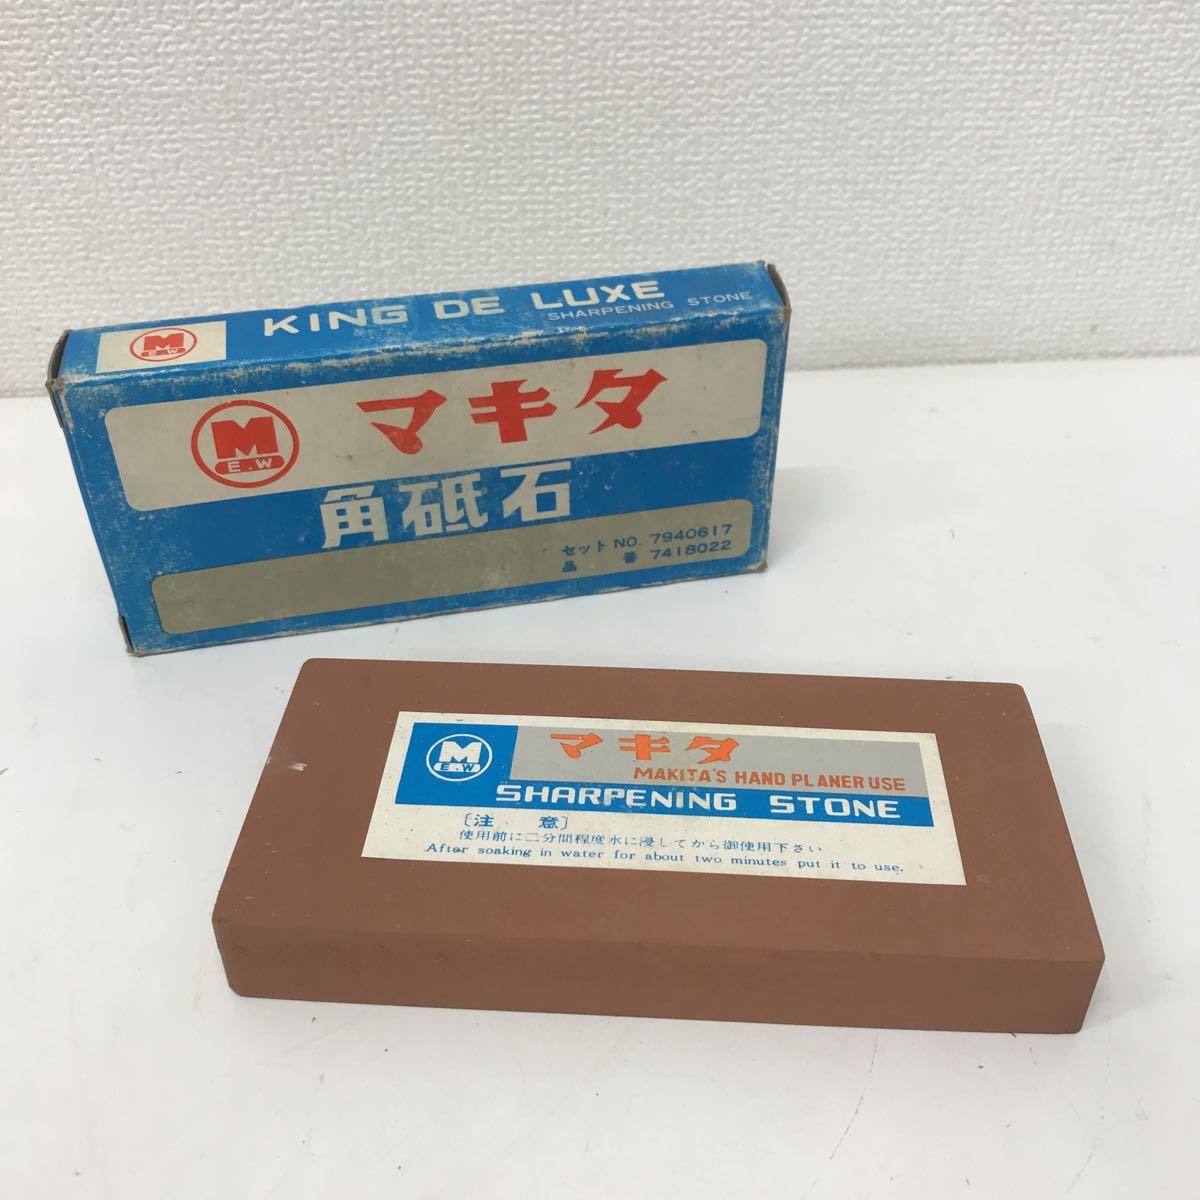 M
E.W
KING DE LUXE
SHARPENING STONE
M
E.W
マキタ
角砥石
セットNO. 7940617
品番 7418022
M
E.W
マキタ
MAKITA'S HAND PLANER USE
SHARPENING STONE
〔注意〕
使用前に二分間程度水に浸してから御使用下さい
After soaking in water for about two minutes put it to use.